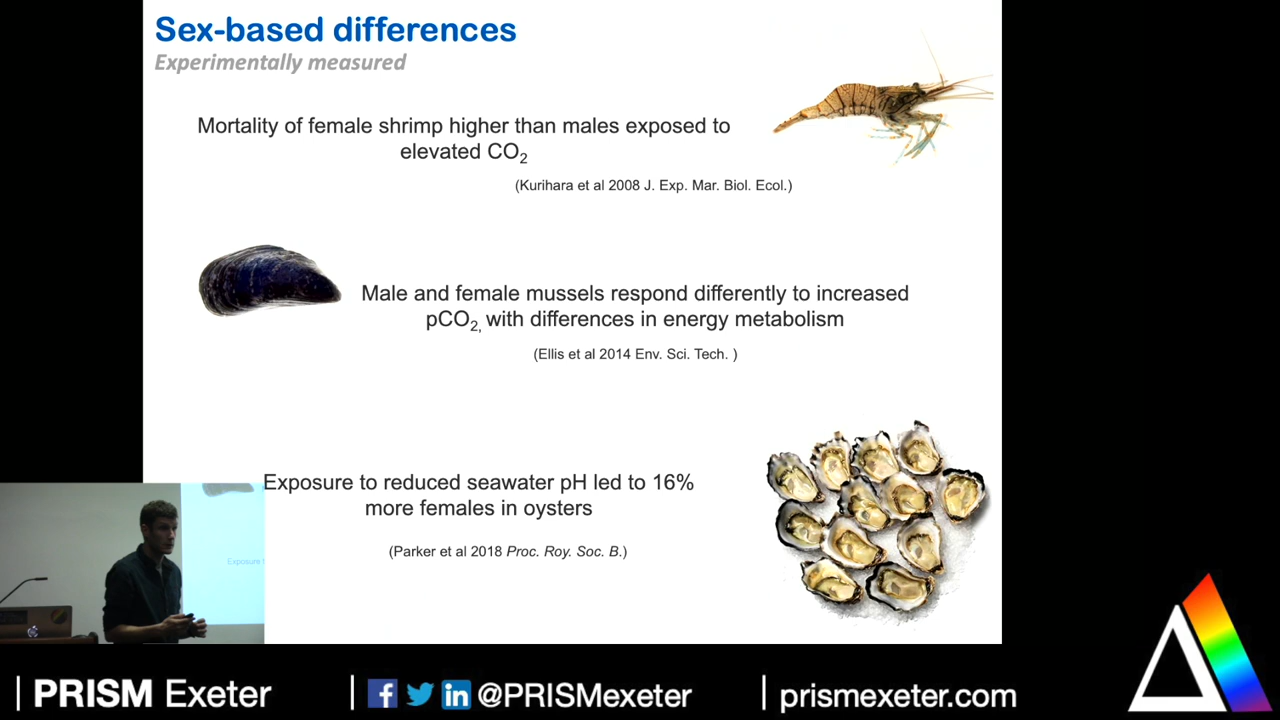 Sex-based differences
Experimentally measured
Mortality of female shrimp higher than males exposed to
elevated CO₂
(Kurihara et al 2008 J. Exp. Mar. Biol. Ecol.)
Male and female mussels respond differently to increased
pCO₂, with differences in energy metabolism
(Ellis et al 2014 Env. Sci. Tech. )
Exposure to reduced seawater pH led to 16%
more females in oysters
(Parker et al 2018 Proc. Roy. Soc. B.)
Exposure
| PRISM Exeter
| @PRISMexeter
| prismexeter.com